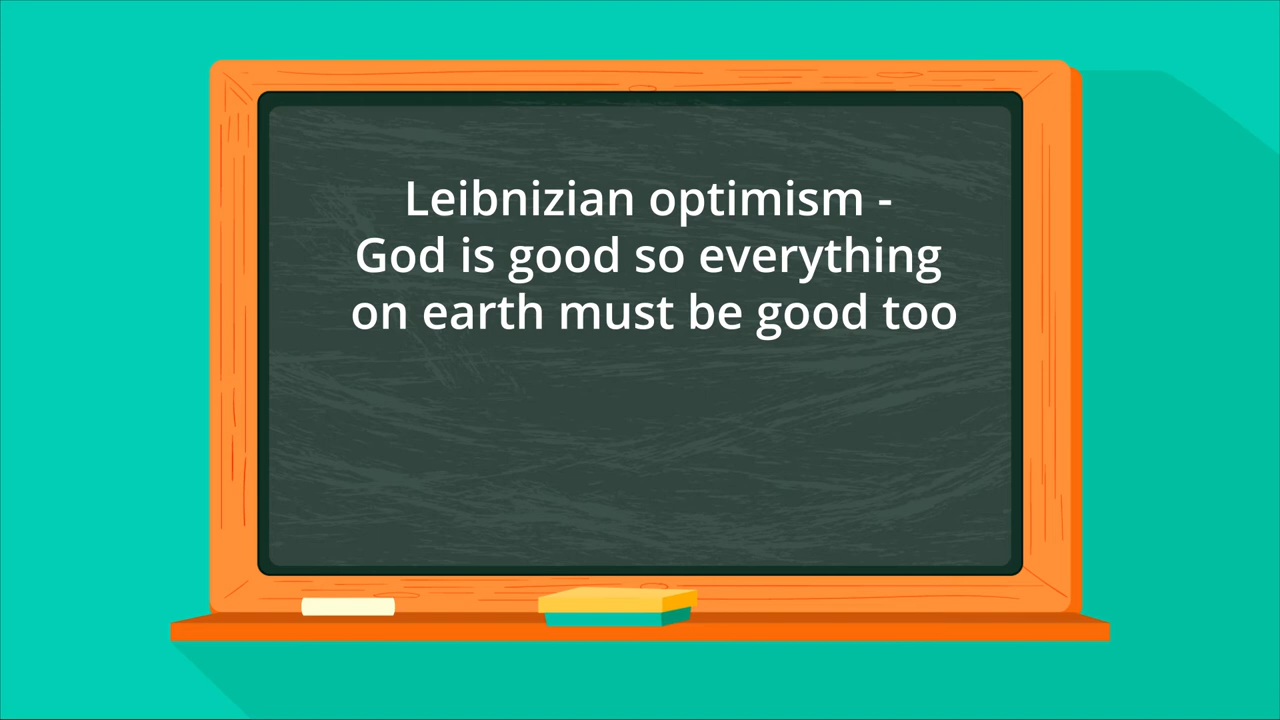 Leibnizian optimism -
God is good so everything
on earth must be good too